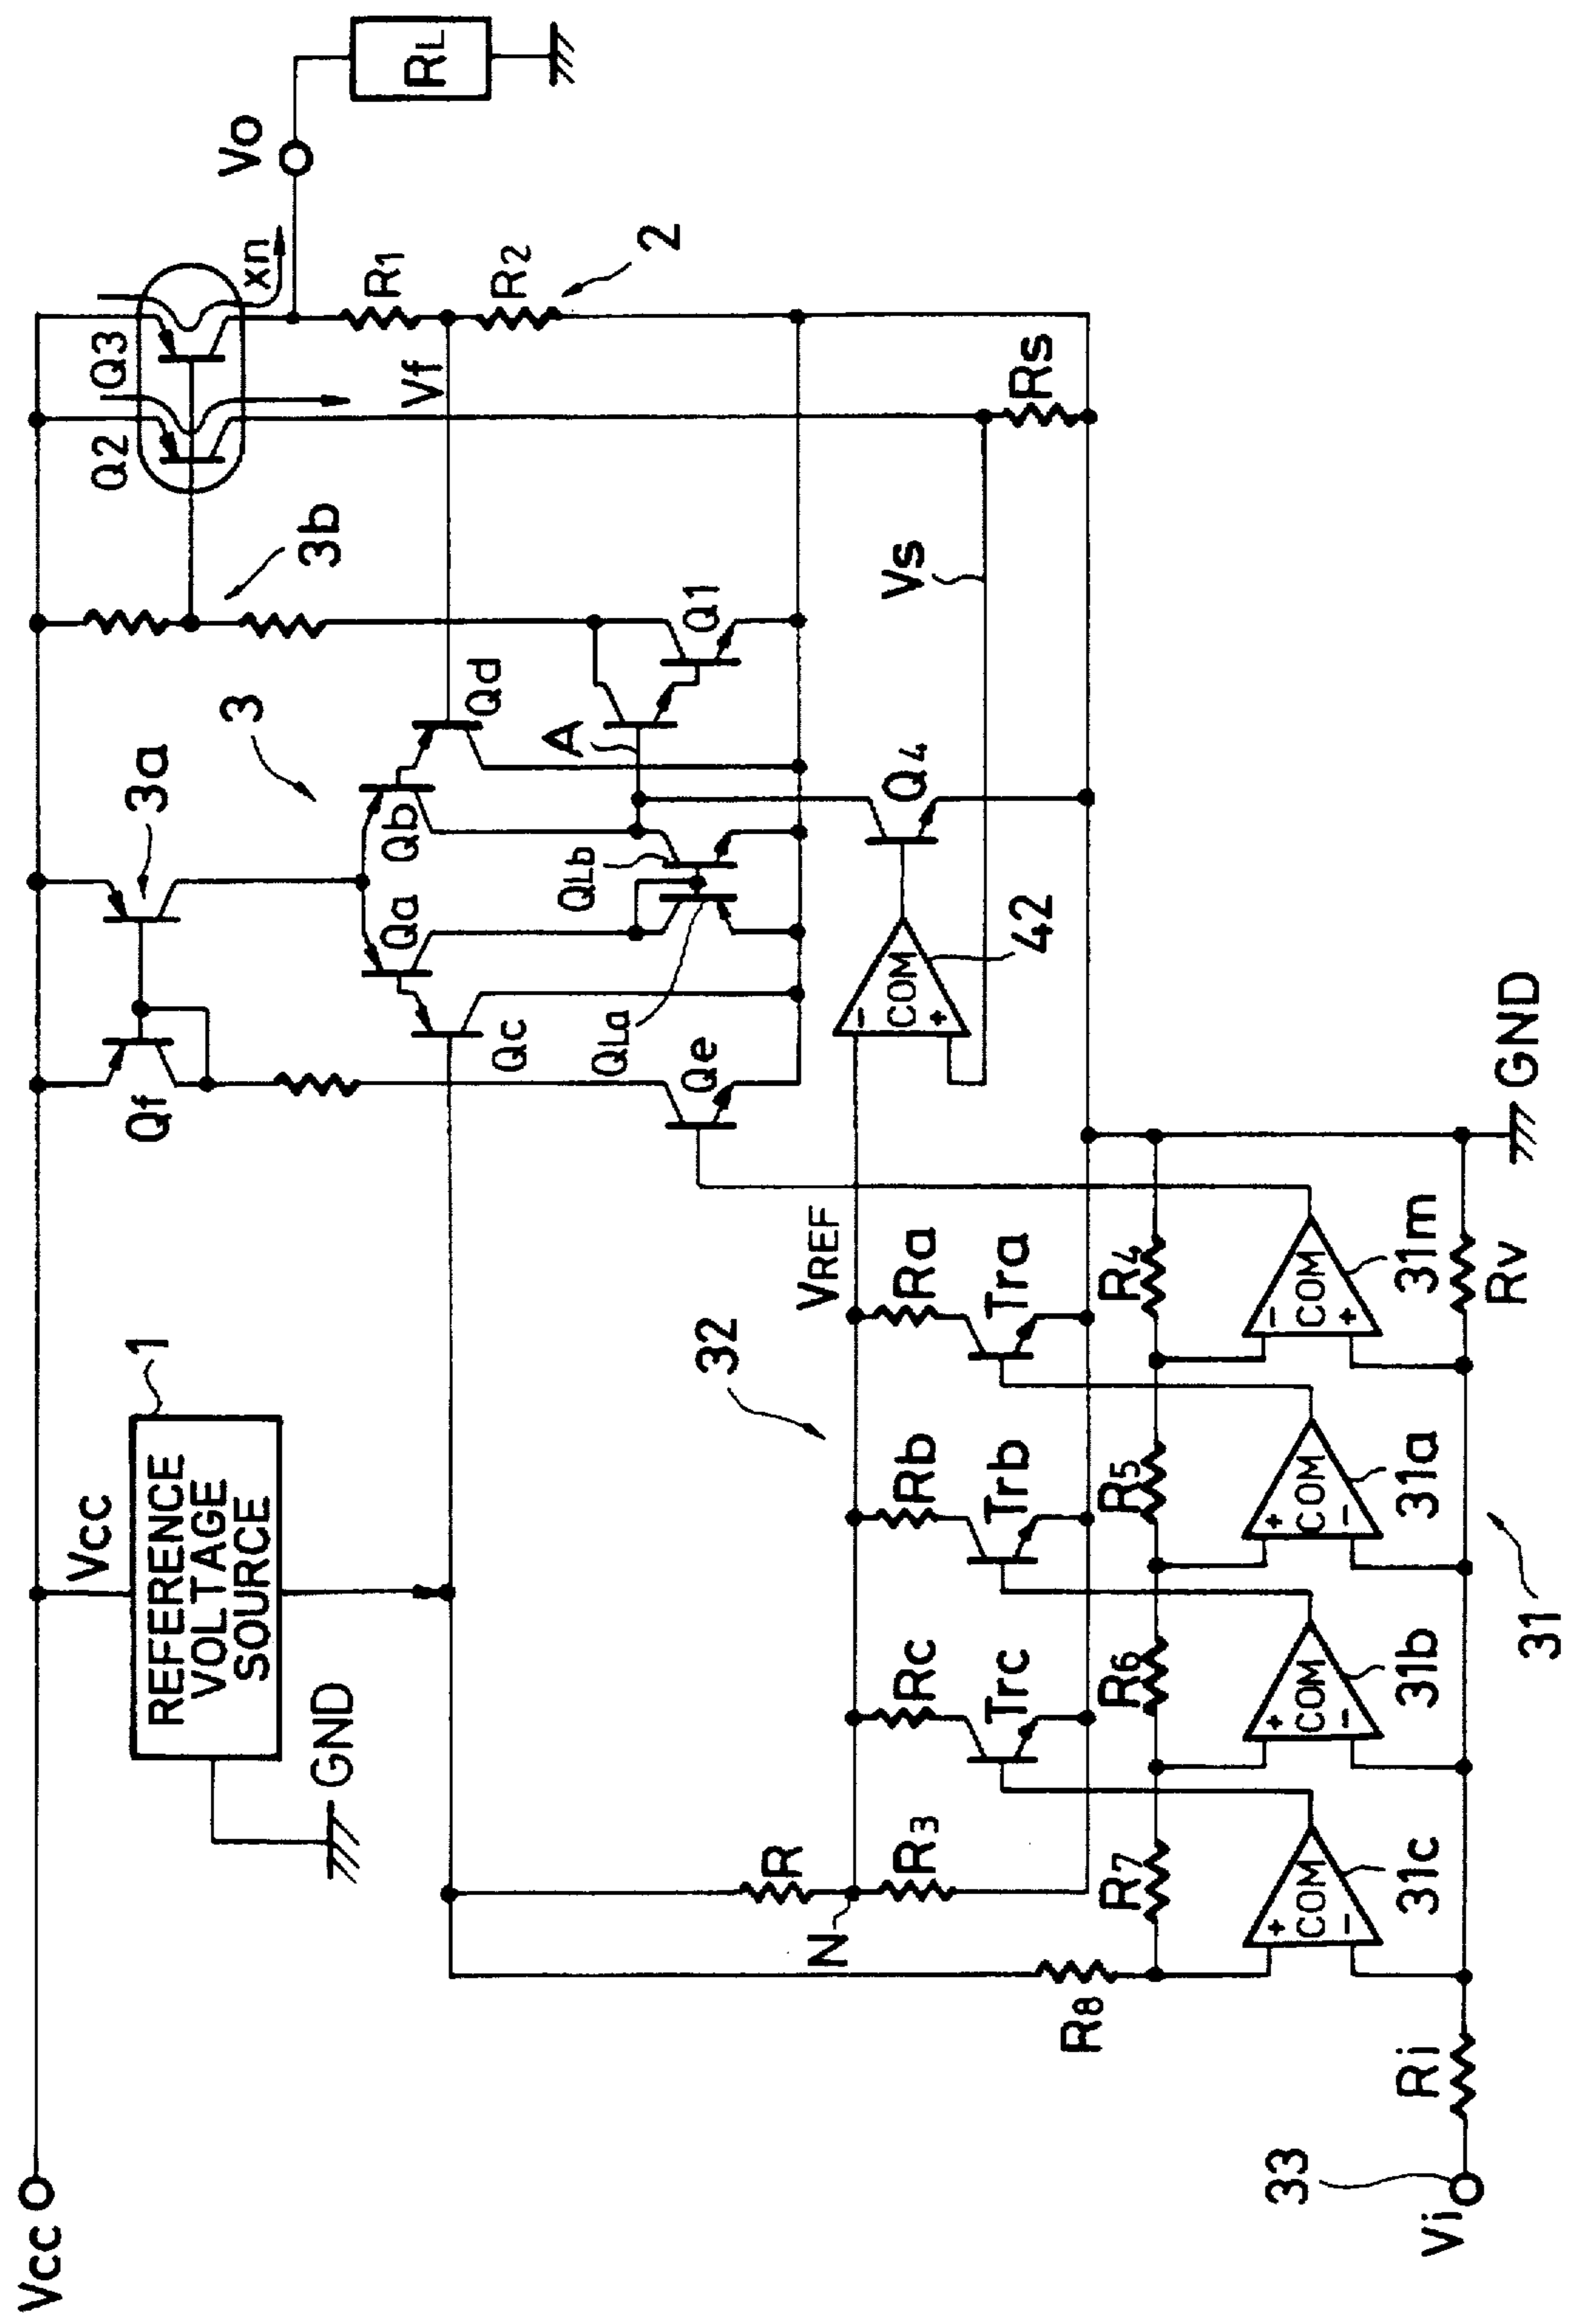 Vcc
Vcc
1
REFERENCE
VOLTAGE
SOURCE
GND
Qf
3a
3
3b
Q2
Q3
xn
Vo
RL
R1
Vf
R2
2
Qc
Qa
Qb
Qd
QLa
QLb
A
Q1
Qe
Q4
Vs
Rs
COM
−
+
42
N
R
R3
VREF
32
Rc
Rb
Ra
Trc
Trb
Tra
R8
R7
R6
R5
R4
COM
+
−
COM
+
−
COM
+
−
COM
−
+
31c
31b
31a
31m
33
Vi
Ri
Rv
31
GND